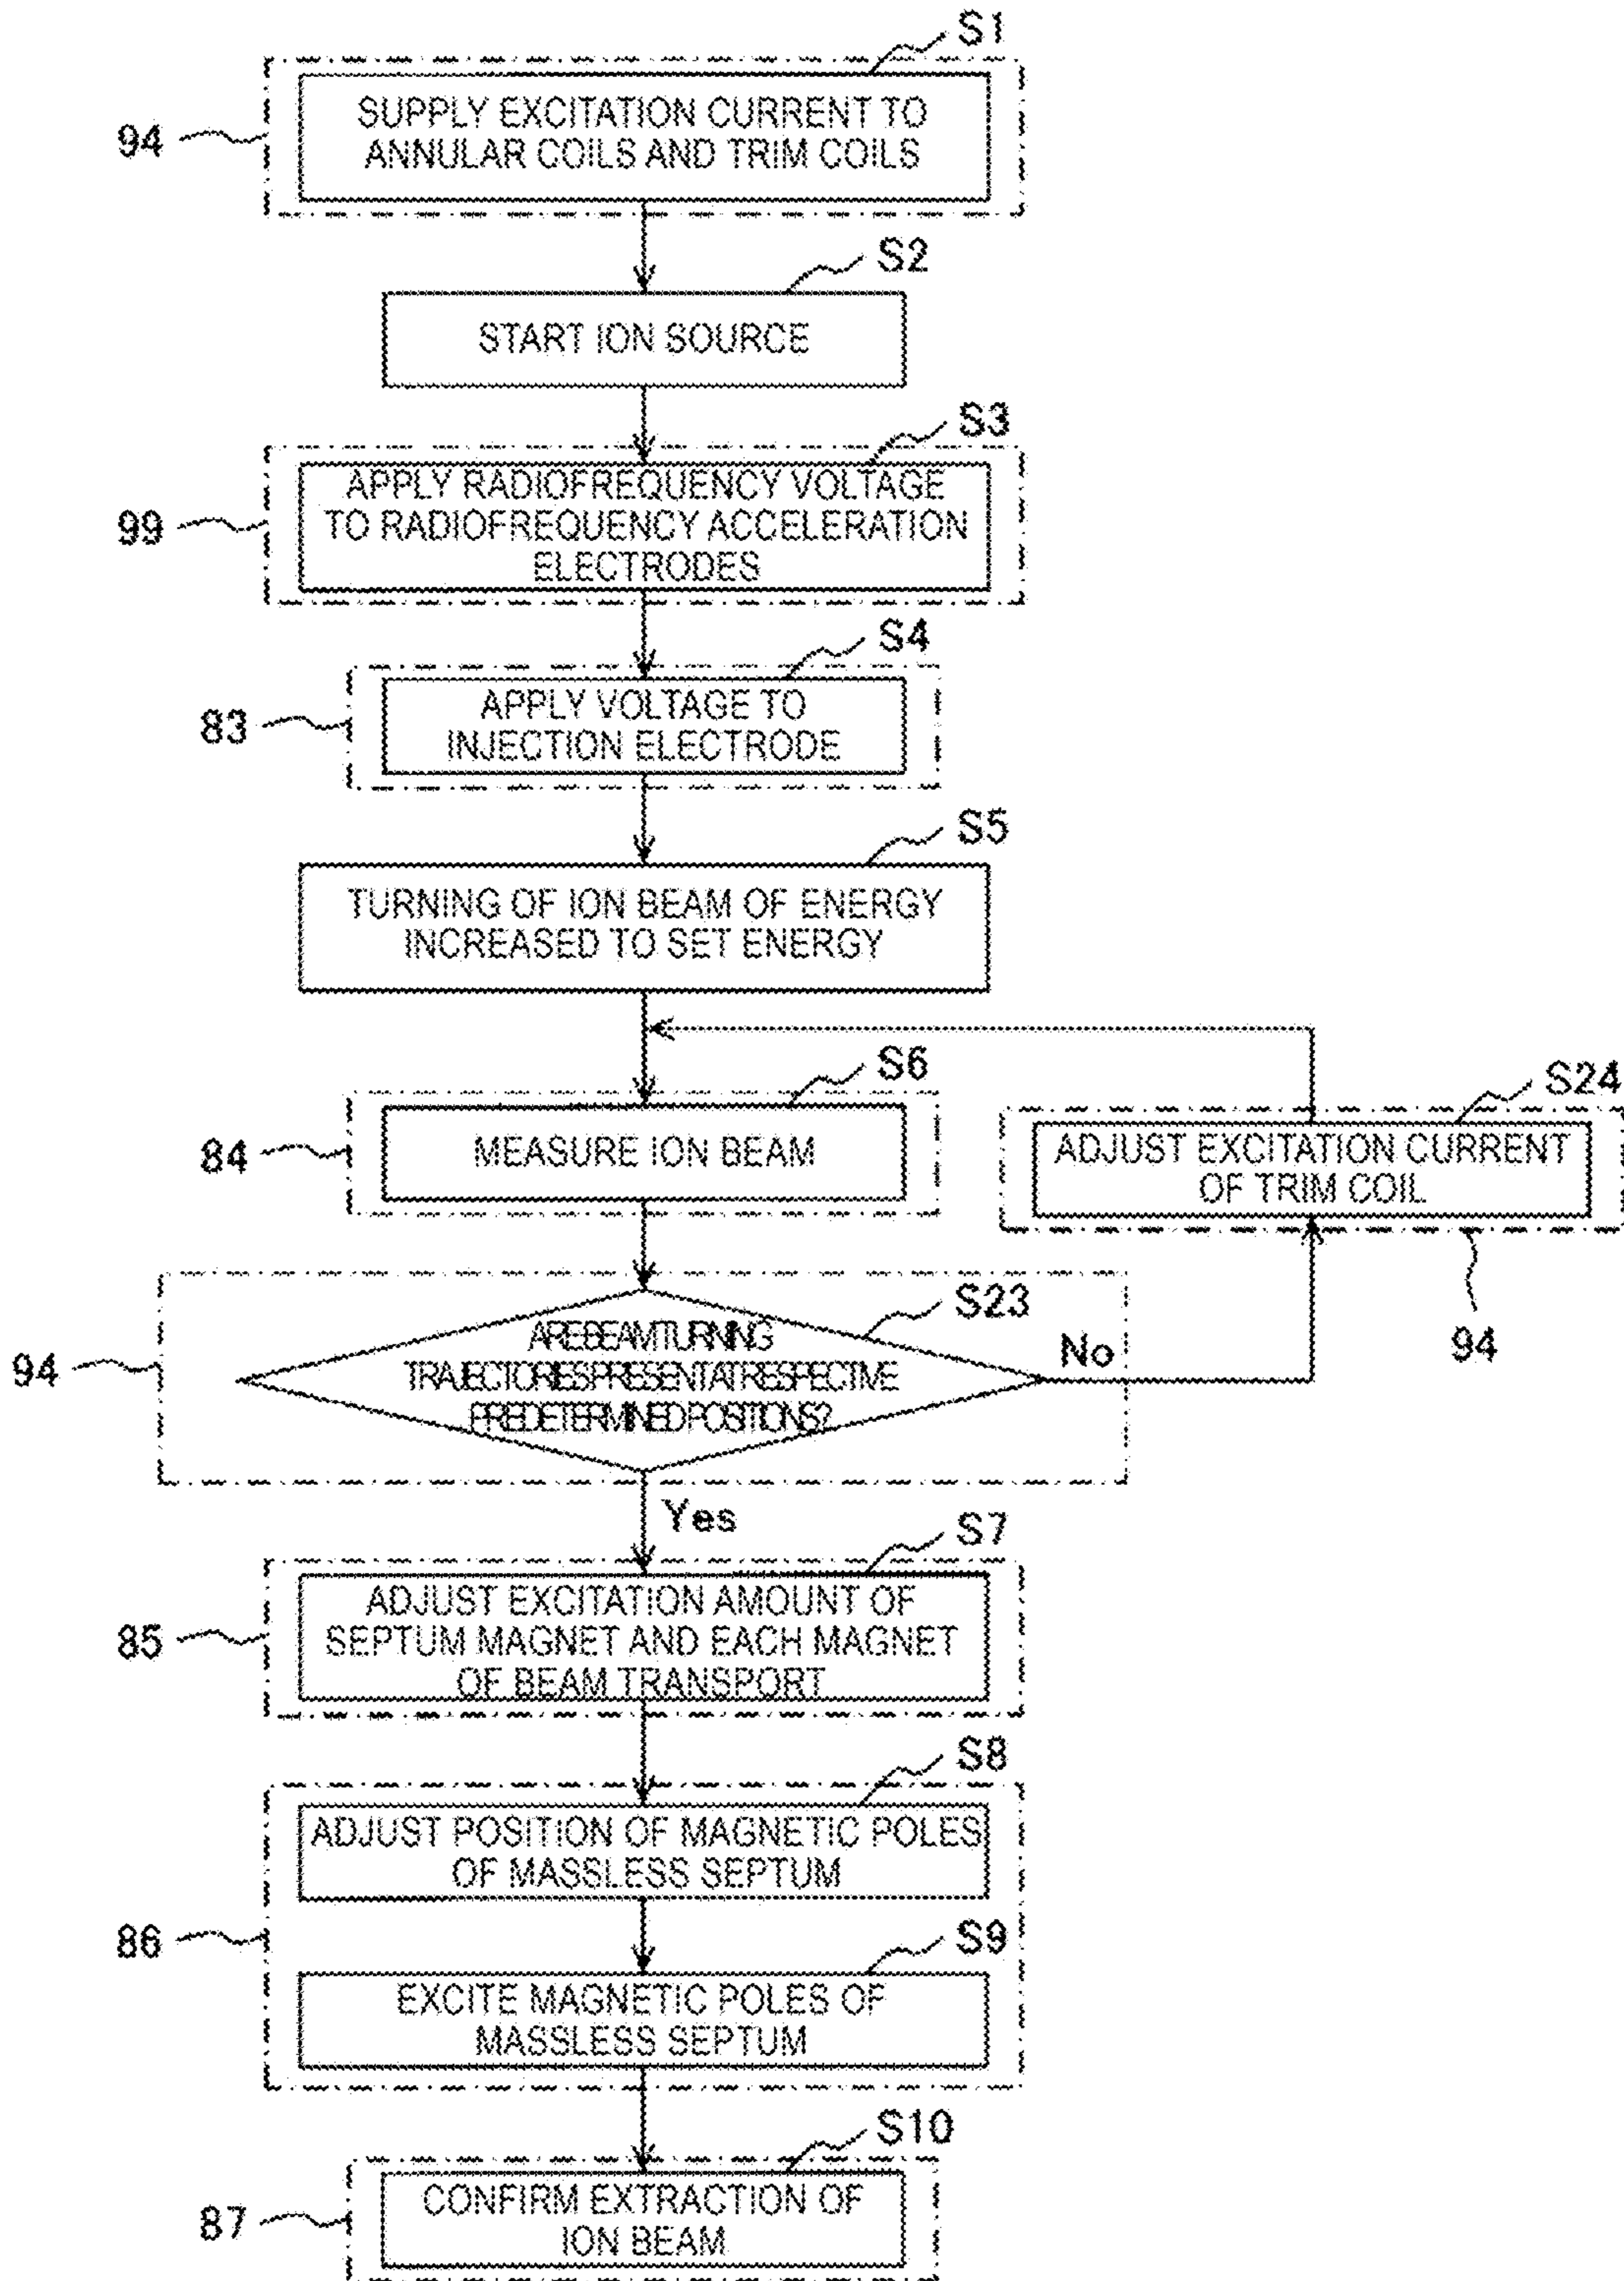 S1
94
SUPPLY EXCITATION CURRENT TO
ANNULAR COILS AND TRIM COILS
S2
START ION SOURCE
S3
99
APPLY RADIOFREQUENCY VOLTAGE
TO RADIOFREQUENCY ACCELERATION
ELECTRODES
S4
83
APPLY VOLTAGE TO
INJECTION ELECTRODE
S5
TURNING OF ION BEAM OF ENERGY
INCREASED TO SET ENERGY
S6
84
MEASURE ION BEAM
S24
ADJUST EXCITATION CURRENT
OF TRIM COIL
94
S23
94
ARE BEAM TURNING
TRAJECTORIES PRESENT AT RESPECTIVE
PREDETERMINED POSITIONS?
No
Yes
S7
85
ADJUST EXCITATION AMOUNT OF
SEPTUM MAGNET AND EACH MAGNET
OF BEAM TRANSPORT
S8
ADJUST POSITION OF MAGNETIC POLES
OF MASSLESS SEPTUM
86
S9
EXCITE MAGNETIC POLES OF
MASSLESS SEPTUM
S10
87
CONFIRM EXTRACTION OF
ION BEAM